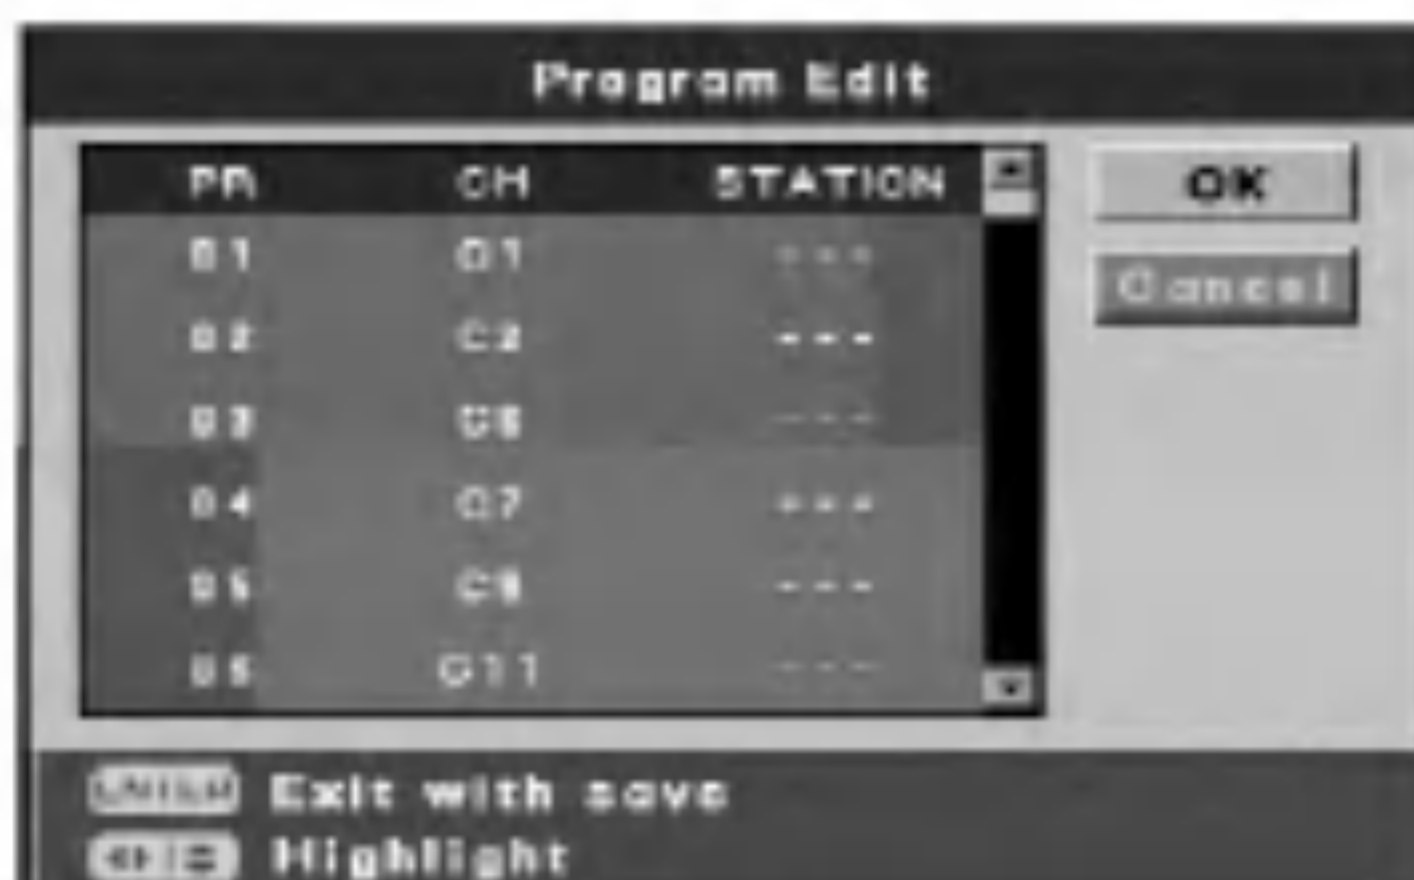 Program Edit
PR CH STATION
01 C1 ---
02 C2 ---
03 ---
04 C7 ---
05 ---
C11 ---
OK
Cancel
ENTER Exit with save
Highlight